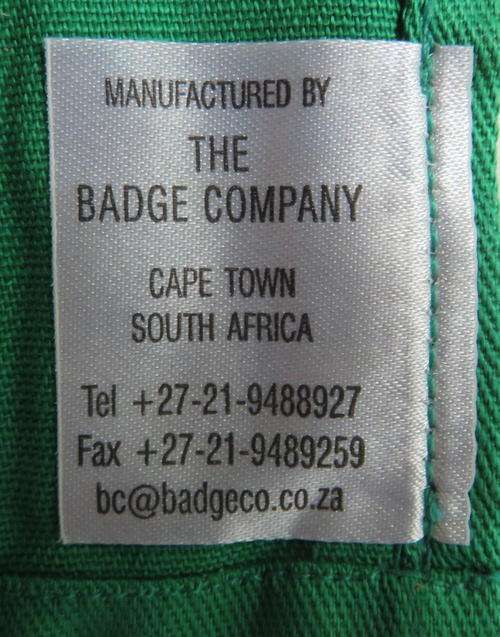 MANUFACTURED BY
THE
BADGE COMPANY
CAPE TOWN
SOUTH AFRICA
Tel +27-21-9488927
Fax +27-21-9489259
bc@badgeco.co.za